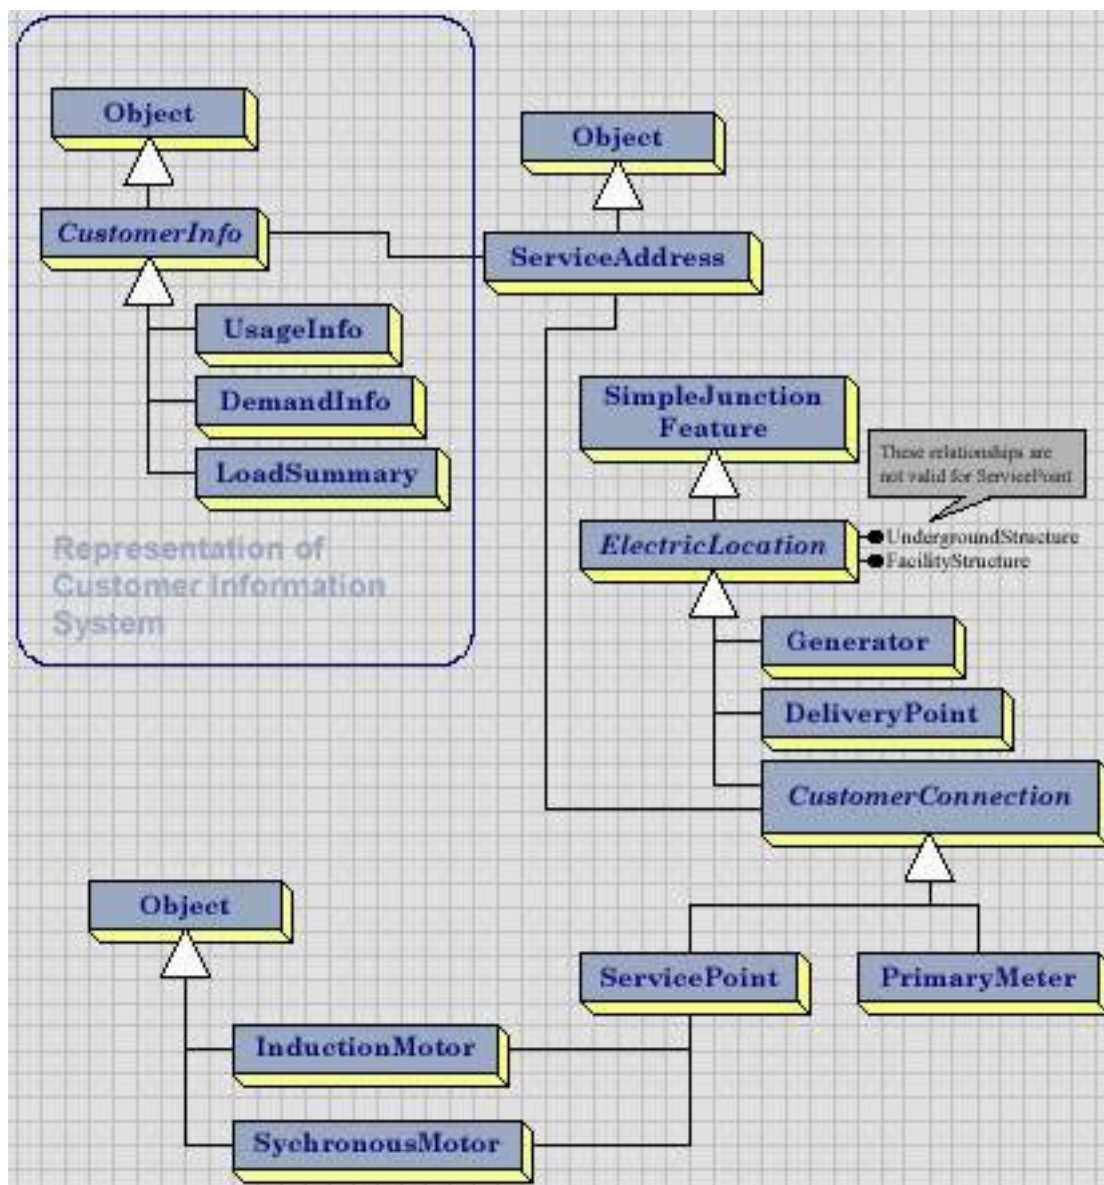 Object
Object
CustomerInfo
ServiceAddress
UsageInfo
DemandInfo
LoadSummary
SimpleJunction
Feature
These relationships are
not valid for ServicePoint
Representation of
Customer Information
System
ElectricLocation
UndergroundStructure
FacilityStructure
Generator
DeliveryPoint
CustomerConnection
Object
ServicePoint
PrimaryMeter
InductionMotor
SychronousMotor